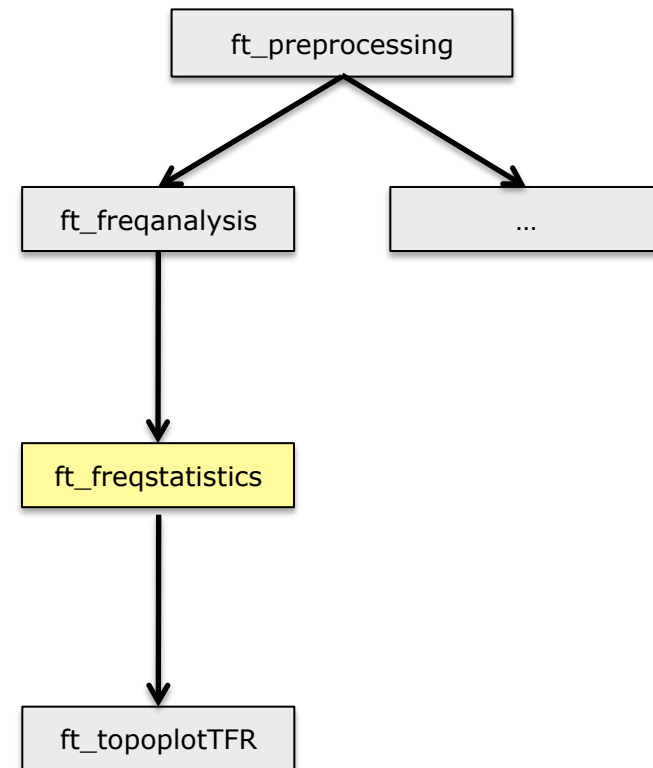 ft_preprocessing
ft_freqanalysis
…
ft_freqstatistics
ft_topoplotTFR